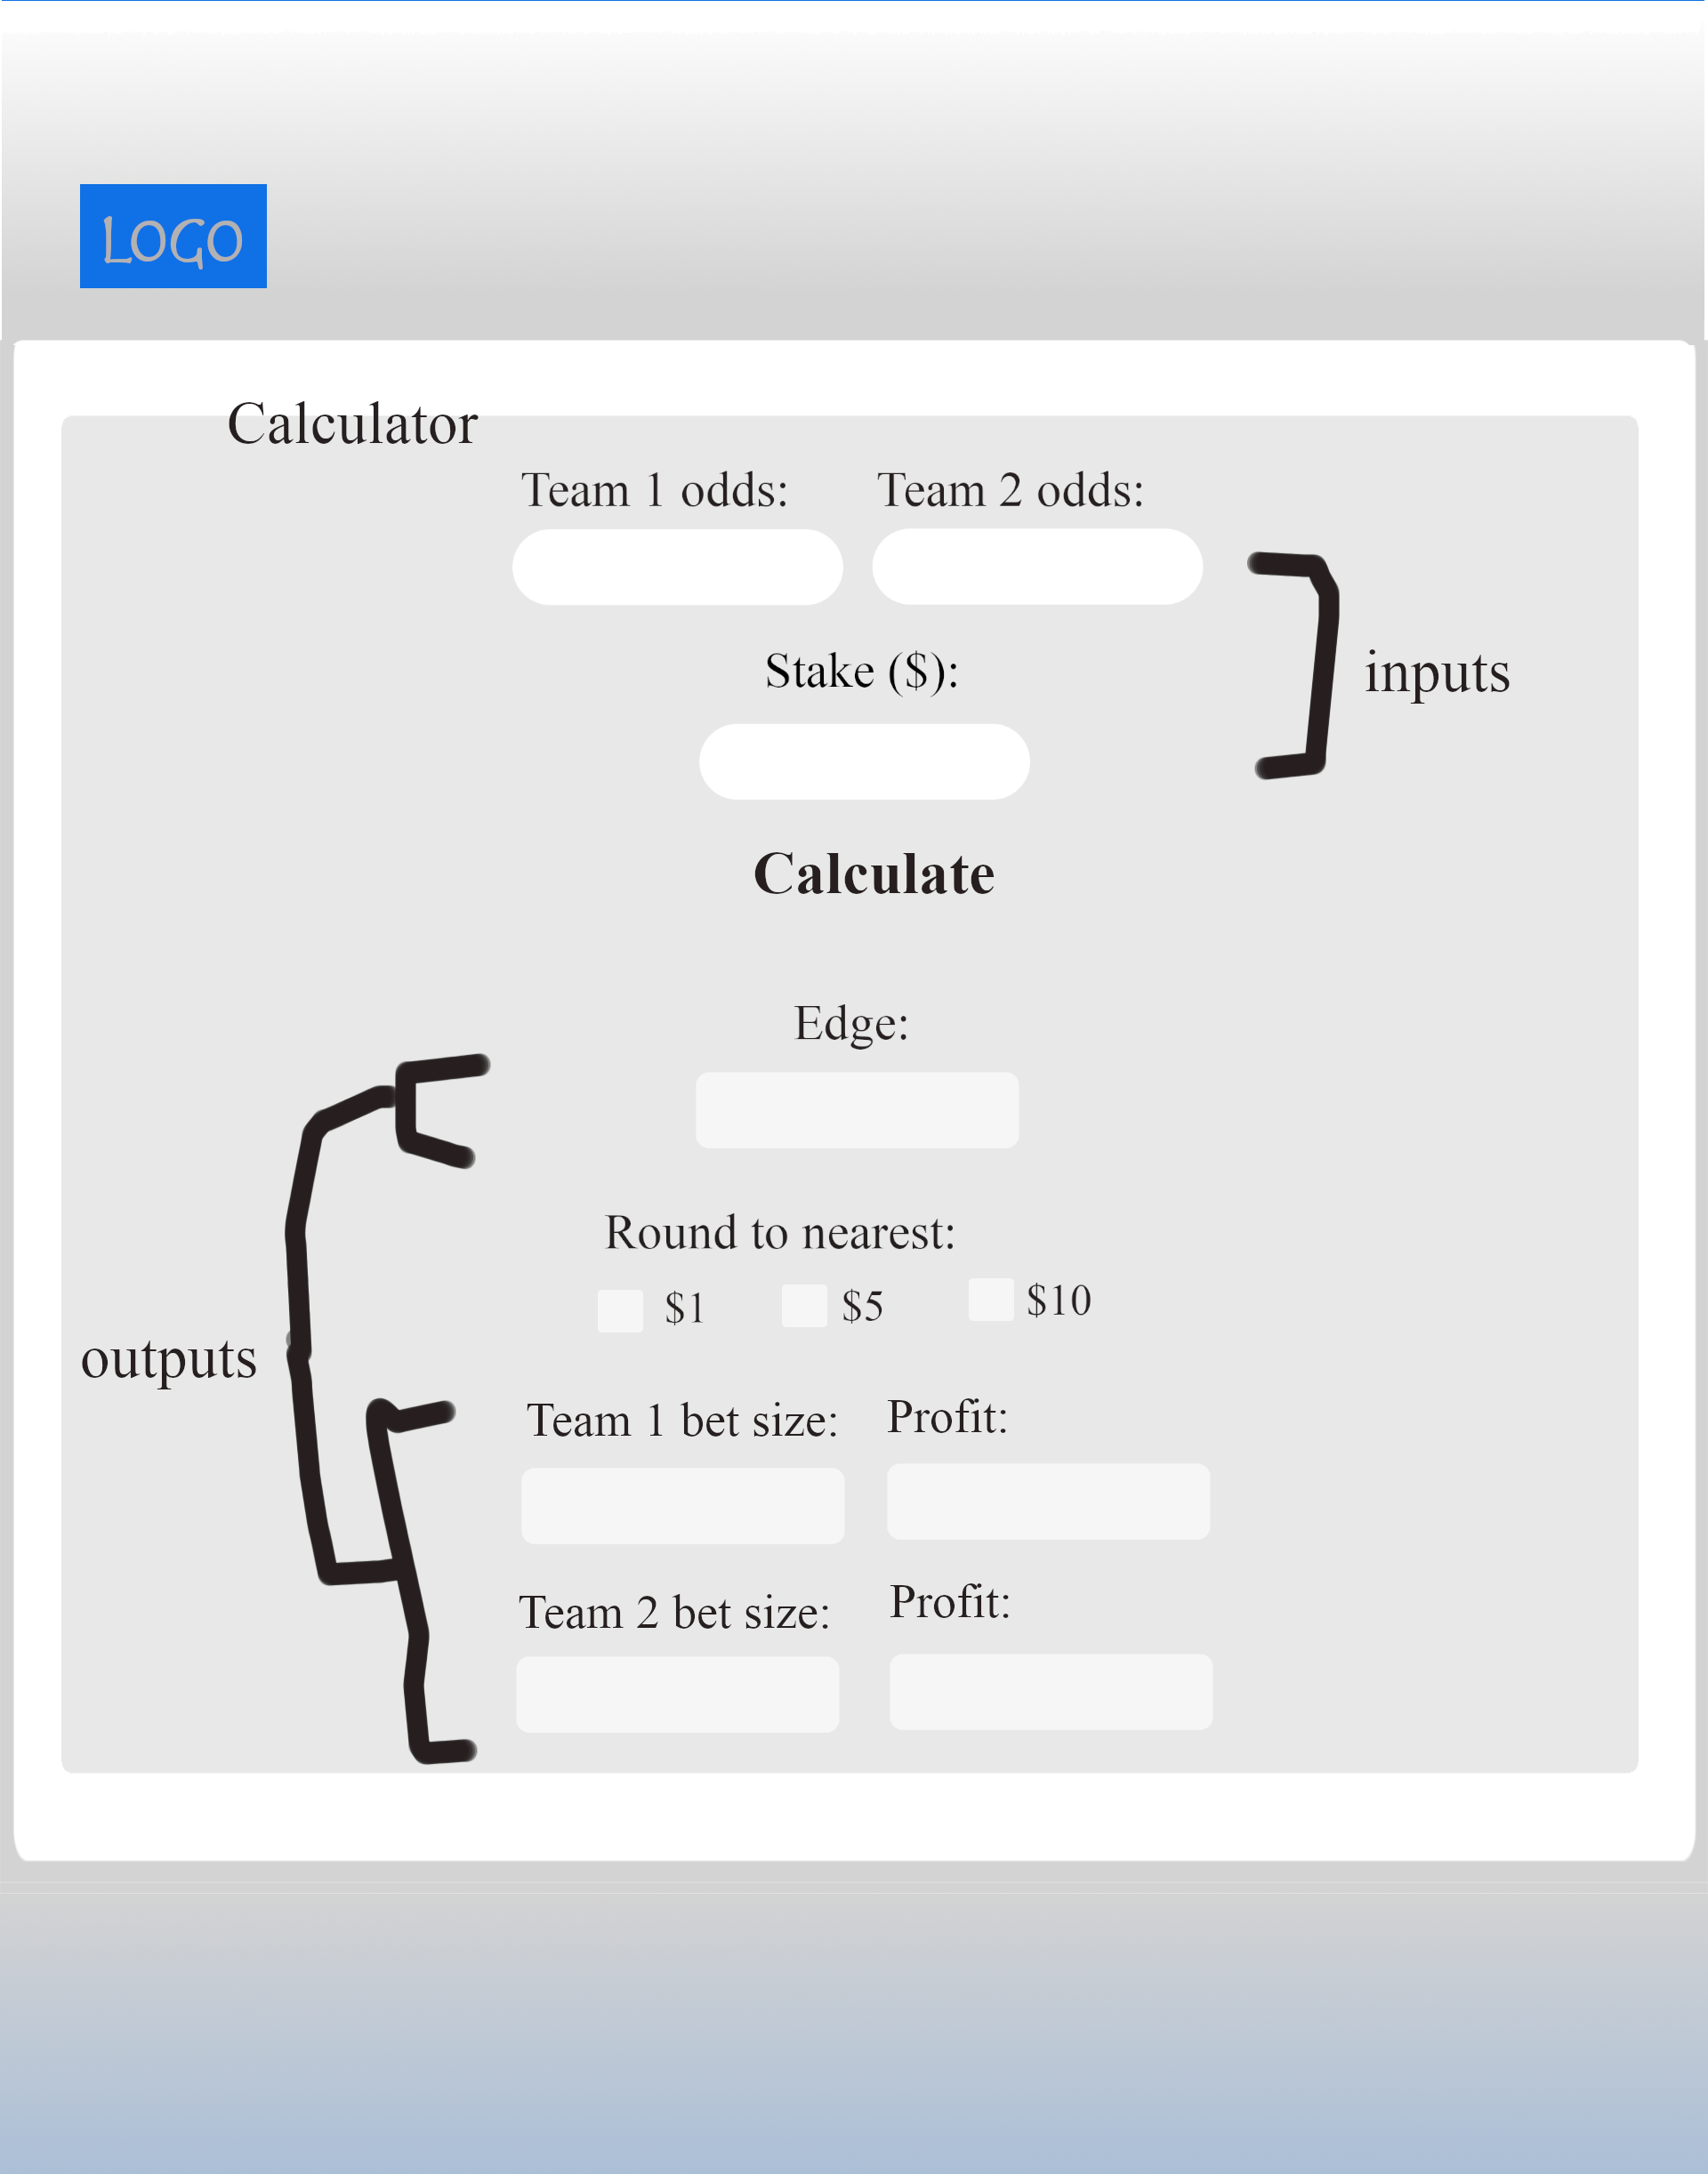 LOGO
Calculator
Team 1 odds:
Team 2 odds:
inputs
Stake ($):
Calculate
Edge:
Round to nearest:
$1
$5
$10
outputs
Team 1 bet size:
Profit:
Team 2 bet size:
Profit: